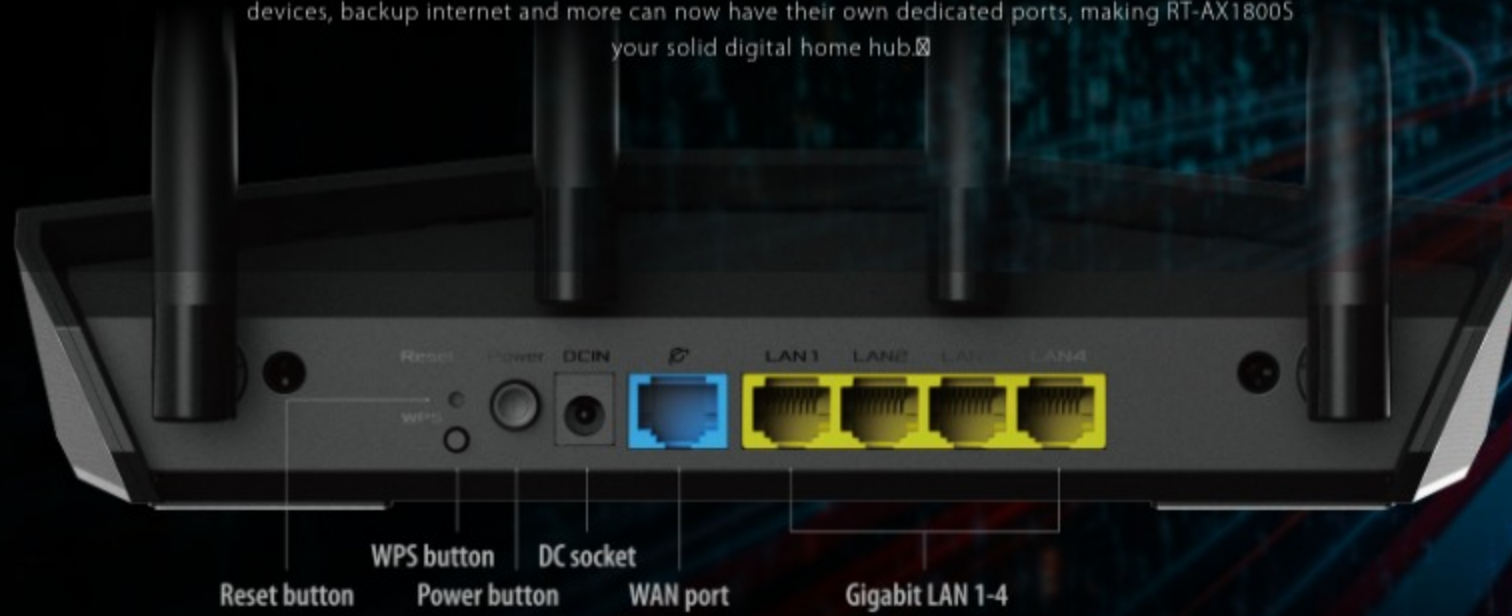 devices, backup internet and more can now have their own dedicated ports, making RT-AX1800S
your solid digital home hub.
Reset Power DCIN LAN1 LAN2 LAN LAN4
WPS
WPS button DC socket
Reset button Power button WAN port Gigabit LAN 1-4